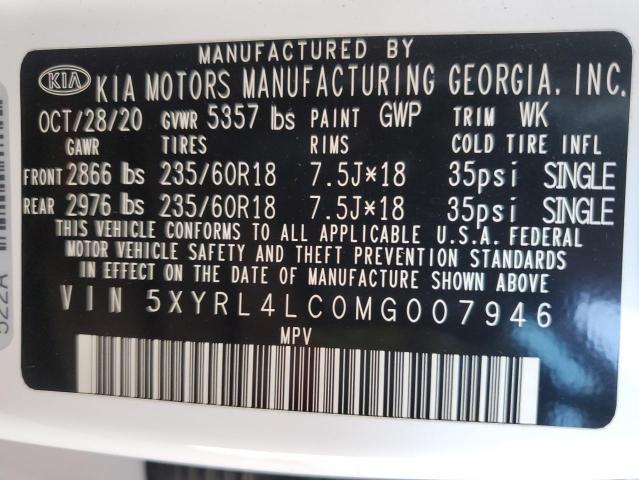 MANUFACTURED BY
KIA KIA MOTORS MANUFACTURING GEORGIA. INC.
OCT/28/20 GVWR 5357 lbs PAINT GWP TRIM WK
GAWR TIRES RIMS COLD TIRE INFL
FRONT 2866 lbs 235/60R18 7.5J×18 35psi SINGLE
REAR 2976 lbs 235/60R18 7.5J×18 35psi SINGLE
THIS VEHICLE CONFORMS TO ALL APPLICABLE U.S.A. FEDERAL
MOTOR VEHICLE SAFETY AND THEFT PREVENTION STANDARDS
IN EFFECT ON THE DATE OF MANUFACTURE SHOWN ABOVE
VIN 5XYRL4LC0MG007946
MPV
522A